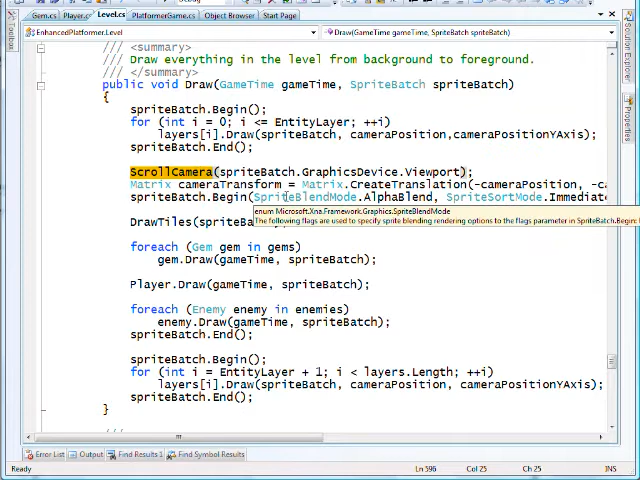 Gem.cs
Player.cs
Level.cs
PlatformerGame.cs
Object Browser
Start Page
Toolbox
EnhancedPlatformer.Level
Draw(GameTime gameTime, SpriteBatch spriteBatch)
Solution Explorer
Properties
/// <summary>
/// Draw everything in the level from background to foreground.
/// </summary>
public void Draw(GameTime gameTime, SpriteBatch spriteBatch)
{
spriteBatch.Begin();
for (int i = 0; i <= EntityLayer; ++i)
layers[i].Draw(spriteBatch, cameraPosition,cameraPositionYAxis);
spriteBatch.End();
ScrollCamera(spriteBatch.GraphicsDevice.Viewport);
Matrix cameraTransform = Matrix.CreateTranslation(-cameraPosition, -ca
spriteBatch.Begin(SpriteBlendMode.AlphaBlend, SpriteSortMode.Immediate
enum Microsoft.Xna.Framework.Graphics.SpriteBlendMode
The following flags are used to specify sprite blending rendering options to the flags parameter in SpriteBatch.Begin:
DrawTiles(spriteBa
foreach (Gem gem in gems)
gem.Draw(gameTime, spriteBatch);
Player.Draw(gameTime, spriteBatch);
foreach (Enemy enemy in enemies)
enemy.Draw(gameTime, spriteBatch);
spriteBatch.End();
spriteBatch.Begin();
for (int i = EntityLayer + 1; i < layers.Length; ++i)
layers[i].Draw(spriteBatch, cameraPosition, cameraPositionYAxis);
spriteBatch.End();
}
Error List
Output
Find Results 1
Find Symbol Results
Ready
Ln 596
Col 25
Ch 25
INS